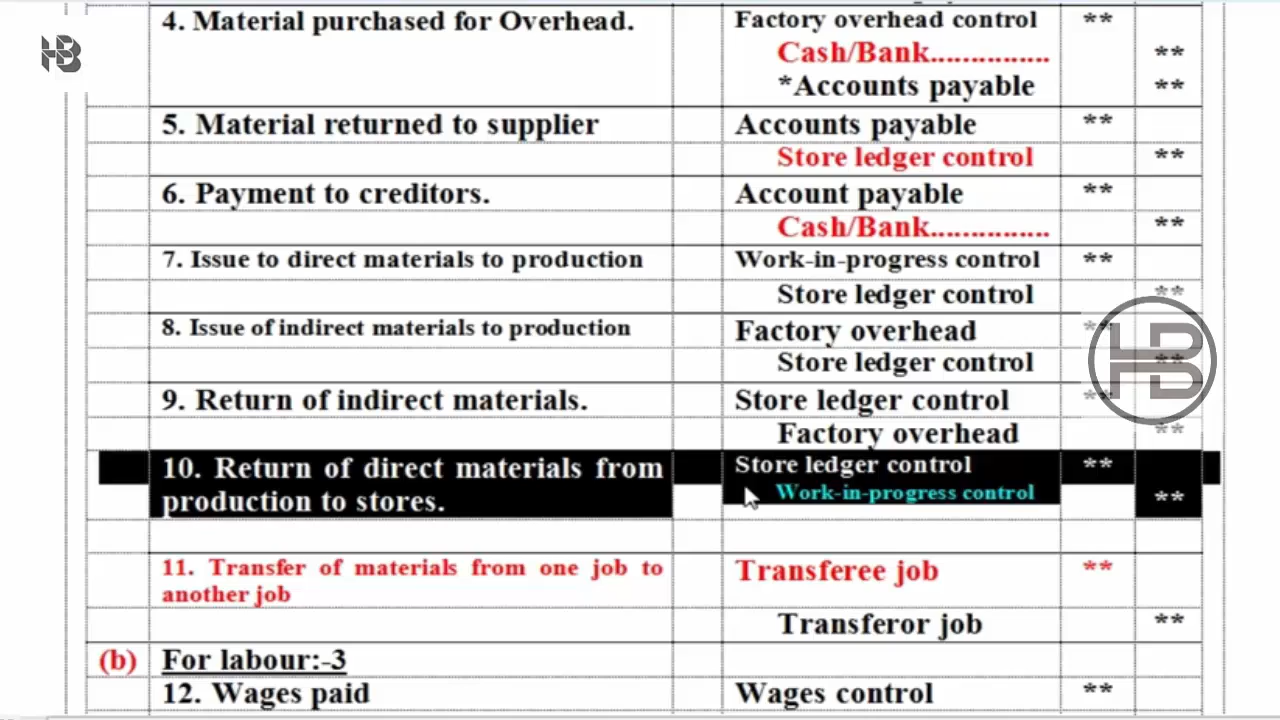 HB
4. Material purchased for Overhead. Factory overhead control **
Cash/Bank............... **
*Accounts payable **
5. Material returned to supplier Accounts payable **
Store ledger control **
6. Payment to creditors. Account payable **
Cash/Bank............... **
7. Issue to direct materials to production Work-in-progress control **
Store ledger control **
8. Issue of indirect materials to production Factory overhead **
Store ledger control **
HB
9. Return of indirect materials. Store ledger control **
Factory overhead **
10. Return of direct materials from Store ledger control **
production to stores. Work-in-progress control **
11. Transfer of materials from one job to Transferee job **
another job
Transferor job **
(b) For labour:-3
12. Wages paid Wages control **